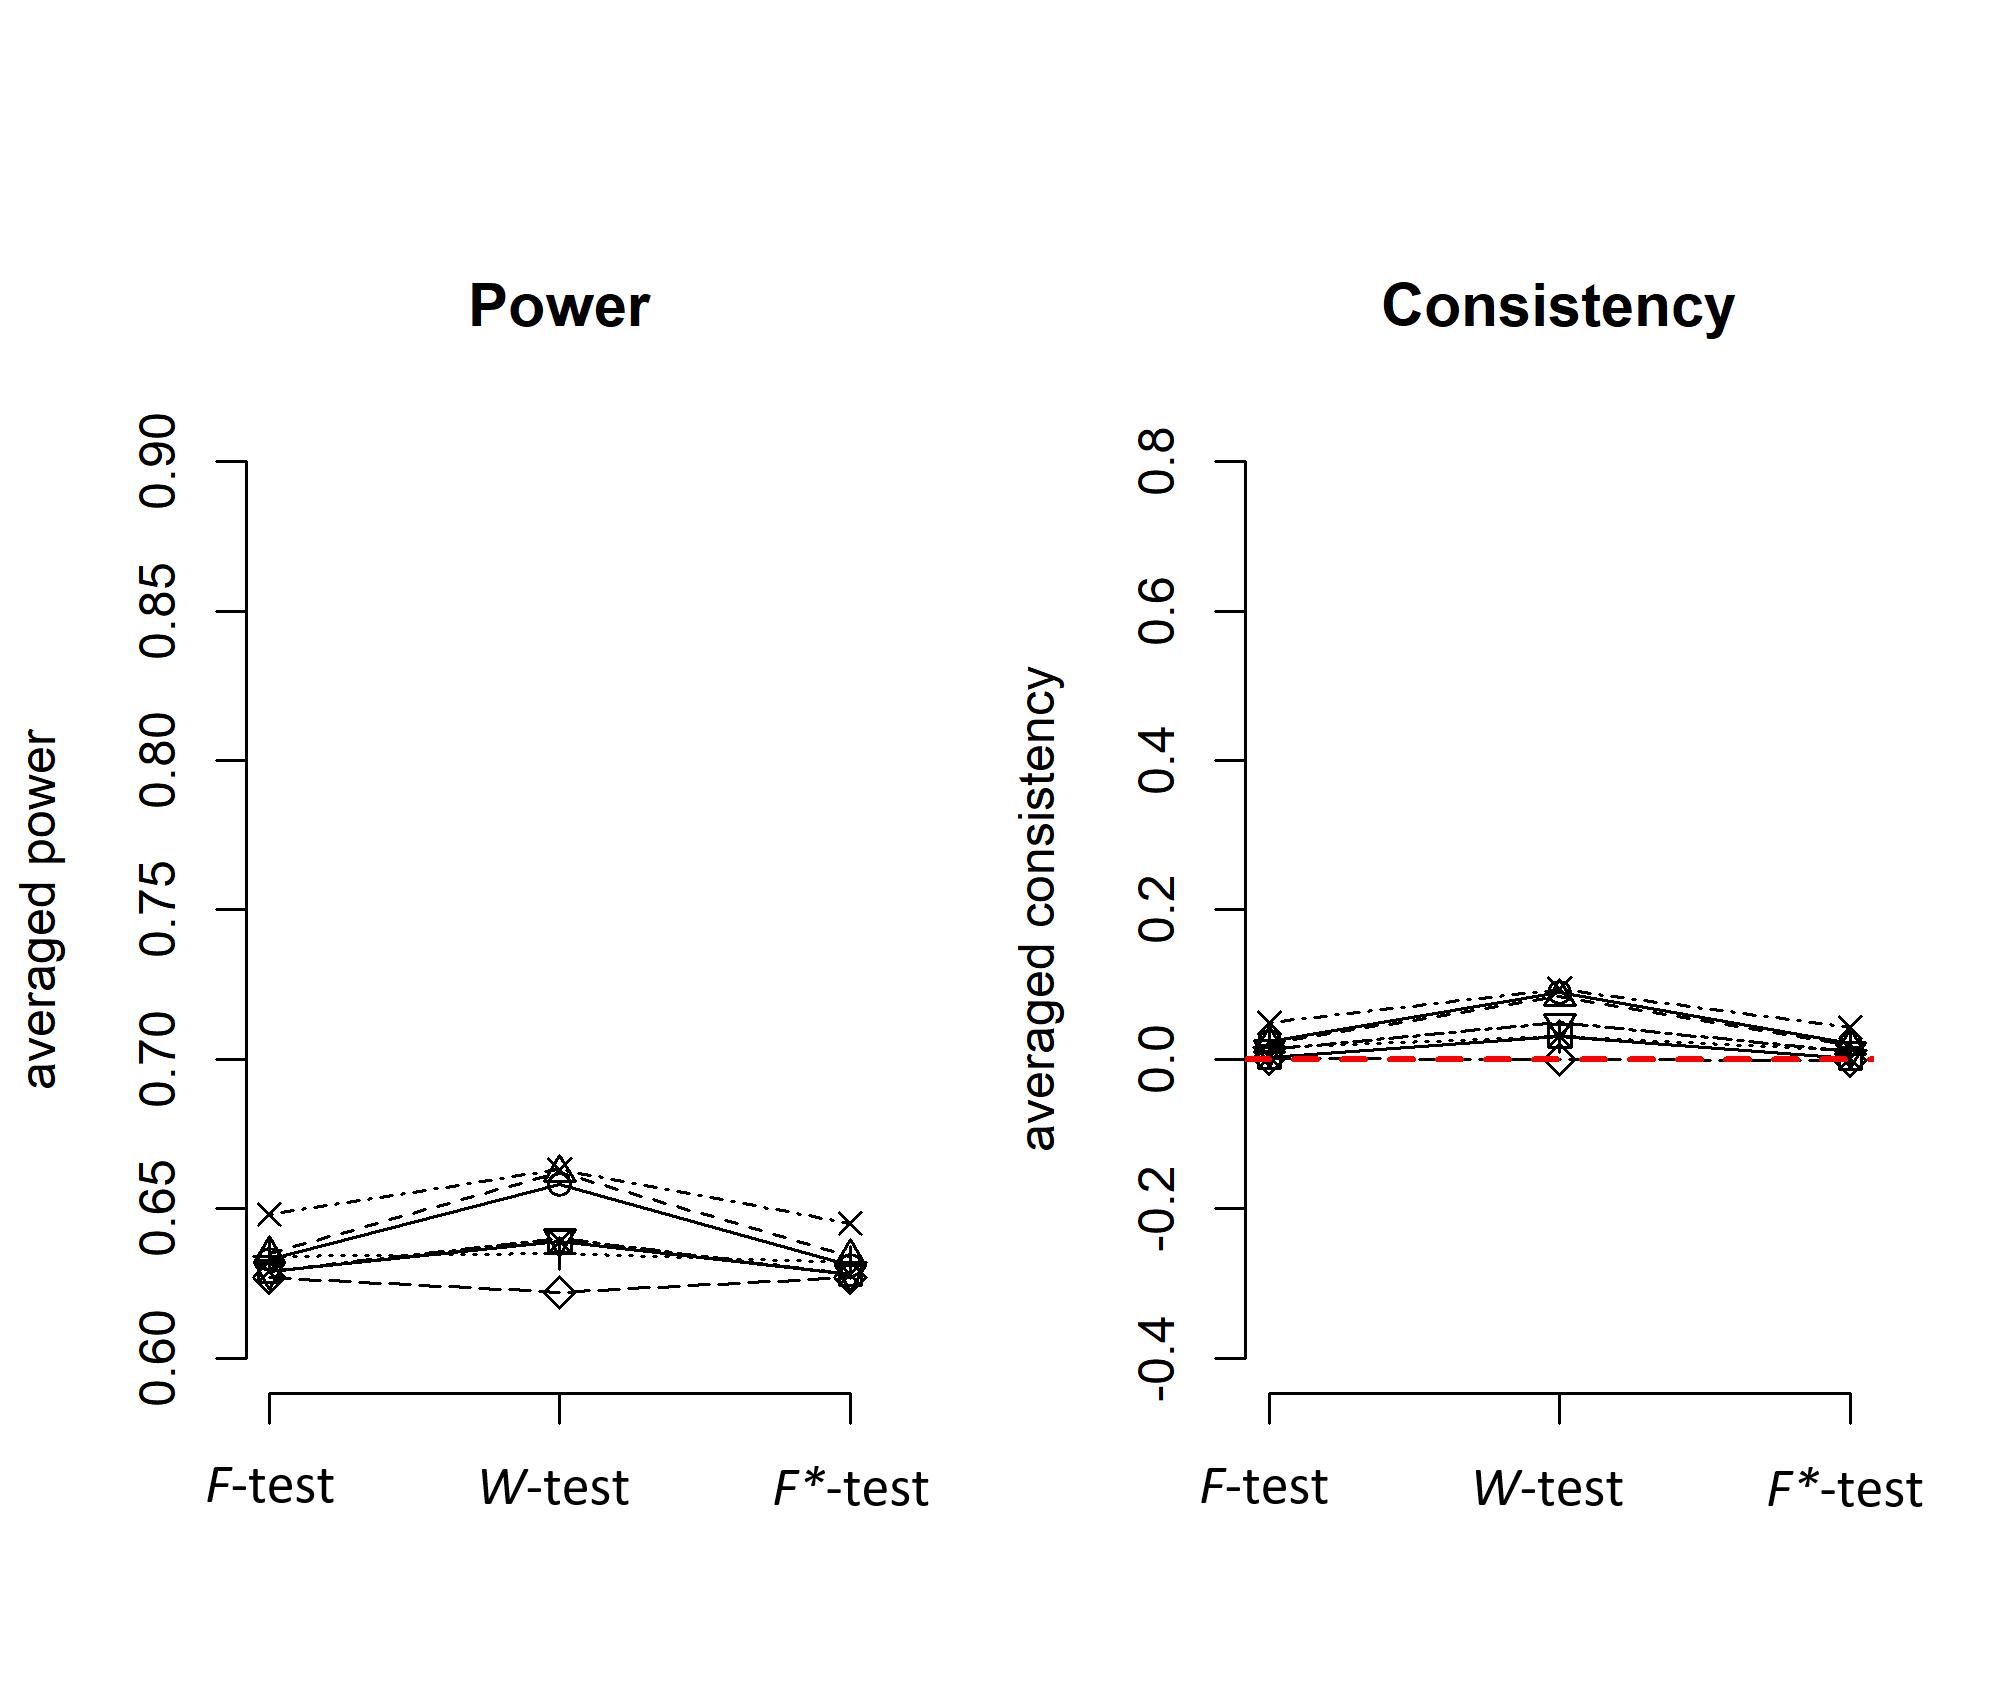 Power
averaged power
0.90
0.85
0.80
0.75
0.70
0.65
0.60
F-test W-test F*-test
Consistency
averaged consistency
0.8
0.6
0.4
0.2
0.0
-0.2
-0.4
F-test W-test F*-test